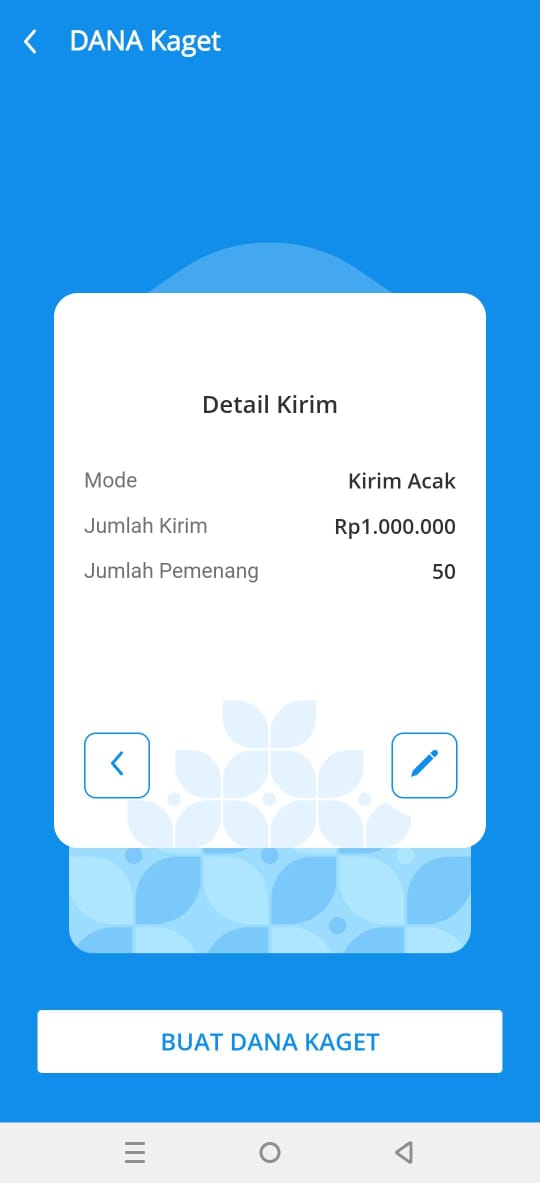 DANA Kaget
Detail Kirim
Mode Kirim Acak
Jumlah Kirim Rp1.000.000
Jumlah Pemenang 50
BUAT DANA KAGET